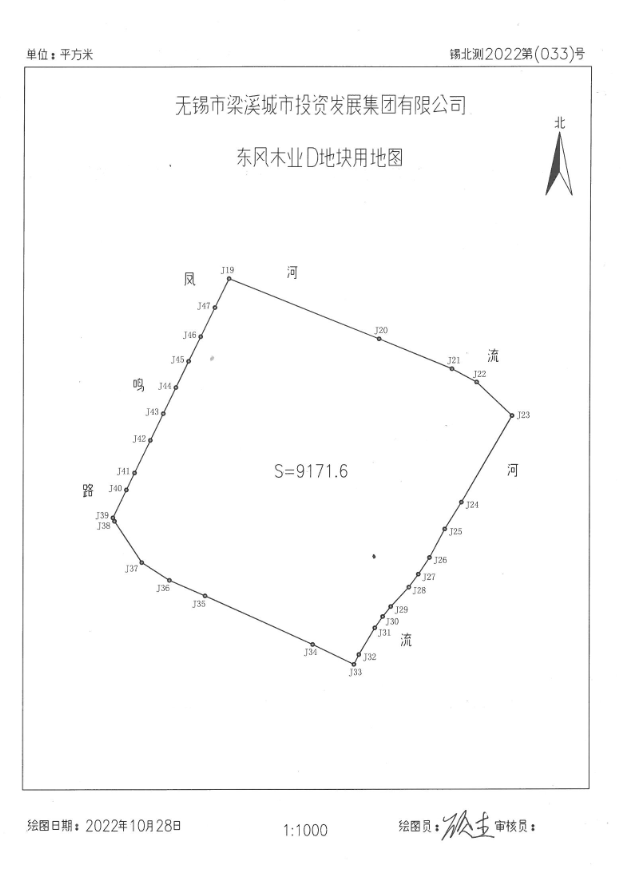 单位：平方米
锡北测2022第(033)号
无锡市梁溪城市投资发展集团有限公司
东风木业D地块用地图
北
J19
凤
河
J47
J46
J20
J45
J21
流
J22
鸣
J44
J43
J23
J42
S=9171.6
河
J41
路
J40
J24
J39
J38
J25
J37
J26
J27
J36
J28
J35
J29
J30
J31
流
J34
J32
J33
绘图日期：2022年10月28日
1:1000
绘图员：
审核员：